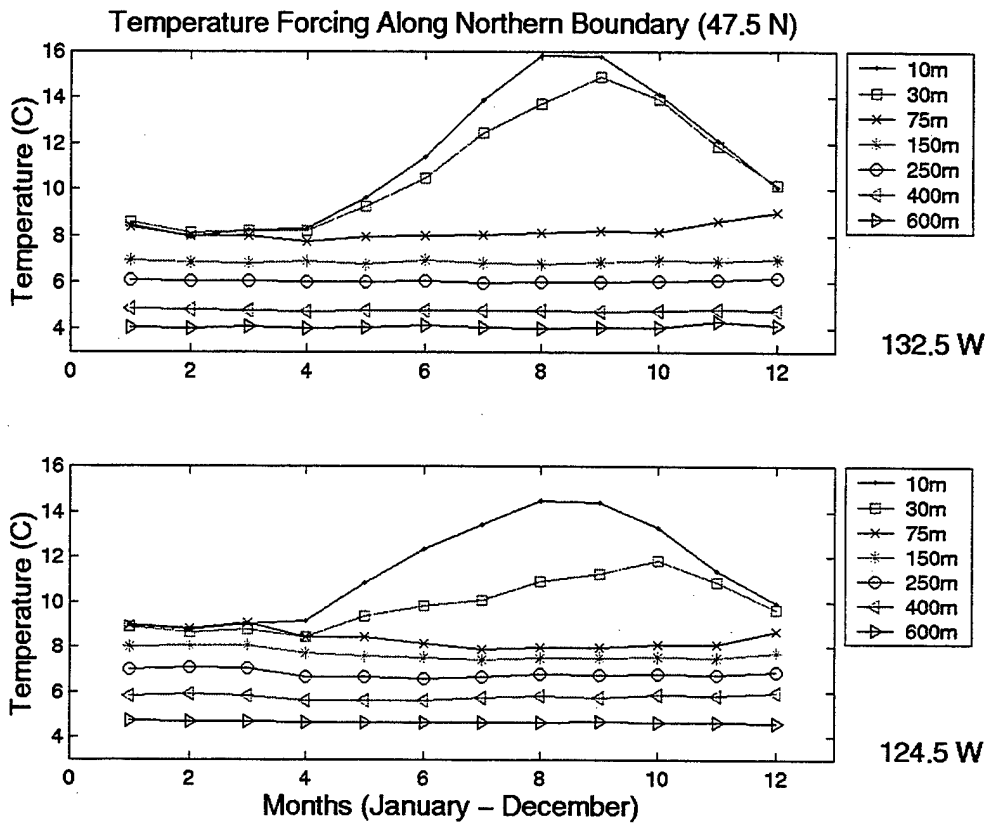 Temperature Forcing Along Northern Boundary (47.5 N)
Temperature (C)
16
14
12
10
8
6
4
0 2 4 6 8 10 12
10m
30m
75m
150m
250m
400m
600m
132.5 W
Temperature (C)
16
14
12
10
8
6
4
0 2 4 6 8 10 12
Months (January – December)
10m
30m
75m
150m
250m
400m
600m
124.5 W